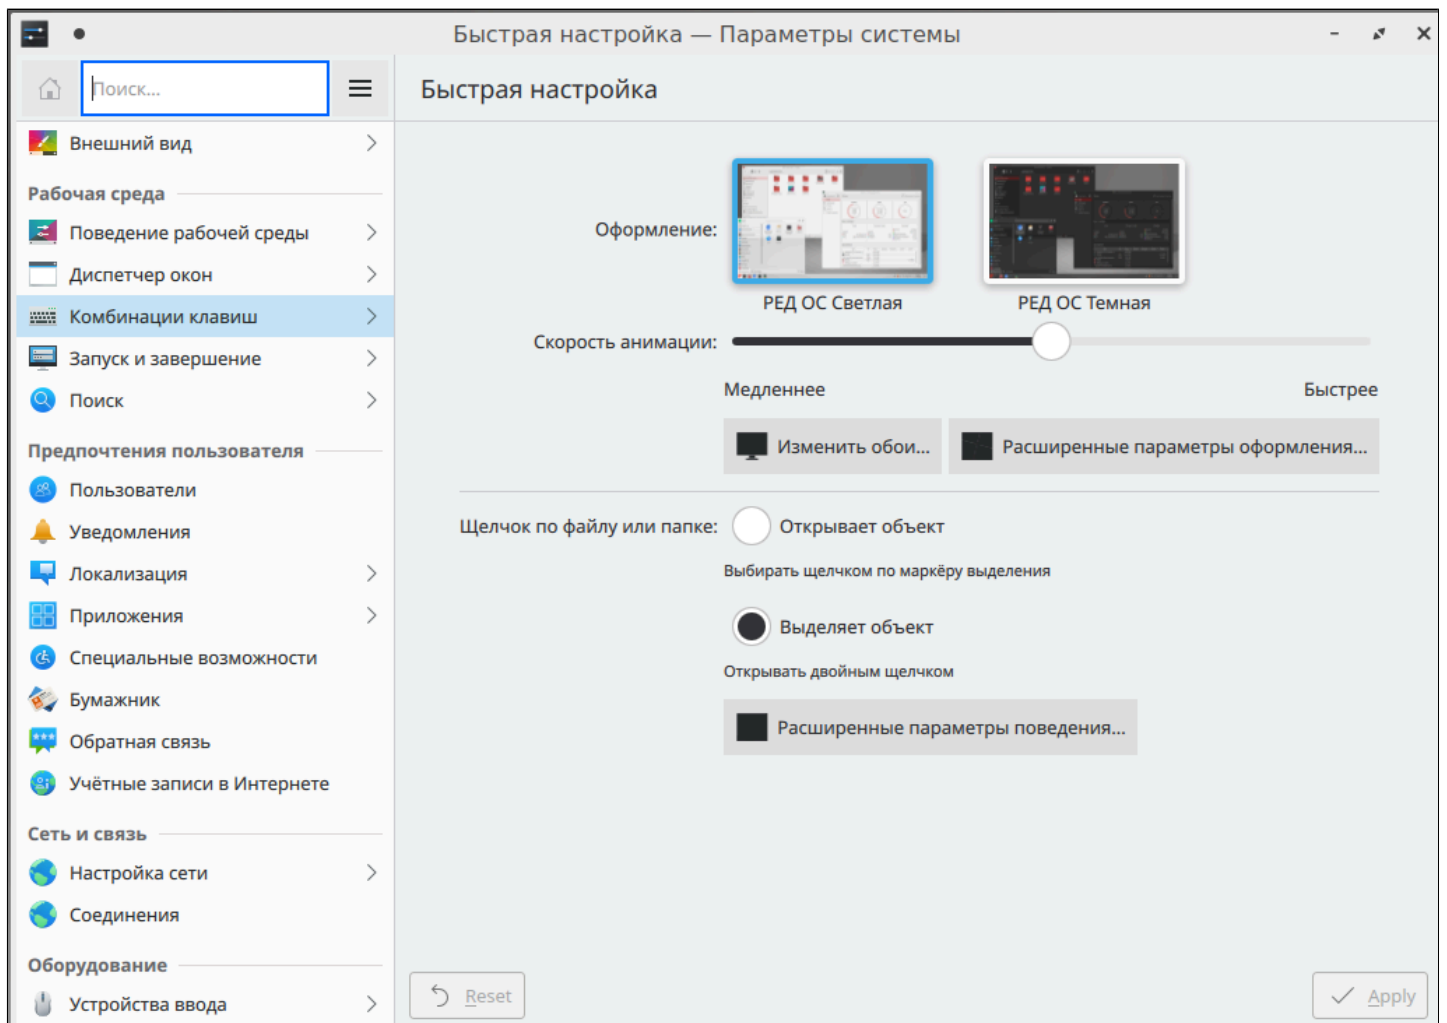 Быстрая настройка — Параметры системы
Поиск...
Быстрая настройка
Внешний вид
Рабочая среда
Поведение рабочей среды
Диспетчер окон
Комбинации клавиш
Запуск и завершение
Поиск
Предпочтения пользователя
Пользователи
Уведомления
Локализация
Приложения
Специальные возможности
Бумажник
Обратная связь
Учётные записи в Интернете
Сеть и связь
Настройка сети
Соединения
Оборудование
Устройства ввода
Оформление:
РЕД ОС Светлая
РЕД ОС Темная
Скорость анимации:
Медленнее
Быстрее
Изменить обои...
Расширенные параметры оформления...
Щелчок по файлу или папке:
Открывает объект
Выбирать щелчком по маркёру выделения
Выделяет объект
Открывать двойным щелчком
Расширенные параметры поведения...
Reset
Apply